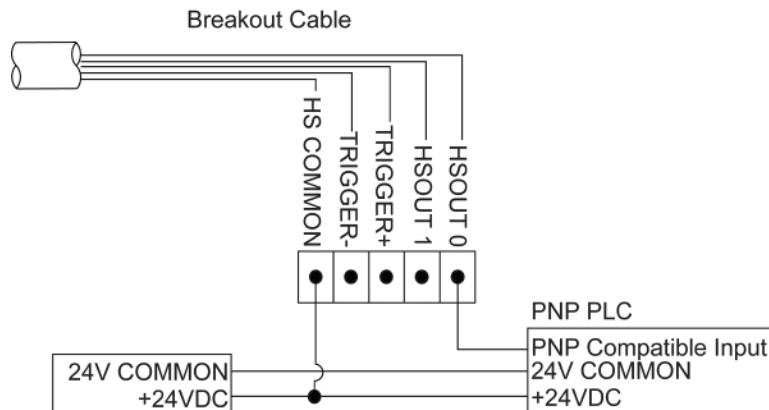 Breakout Cable
HS COMMON
TRIGGER-
TRIGGER+
HSOUT 1
HSOUT 0
PNP PLC
PNP Compatible Input
24V COMMON
+24VDC
24V COMMON
+24VDC